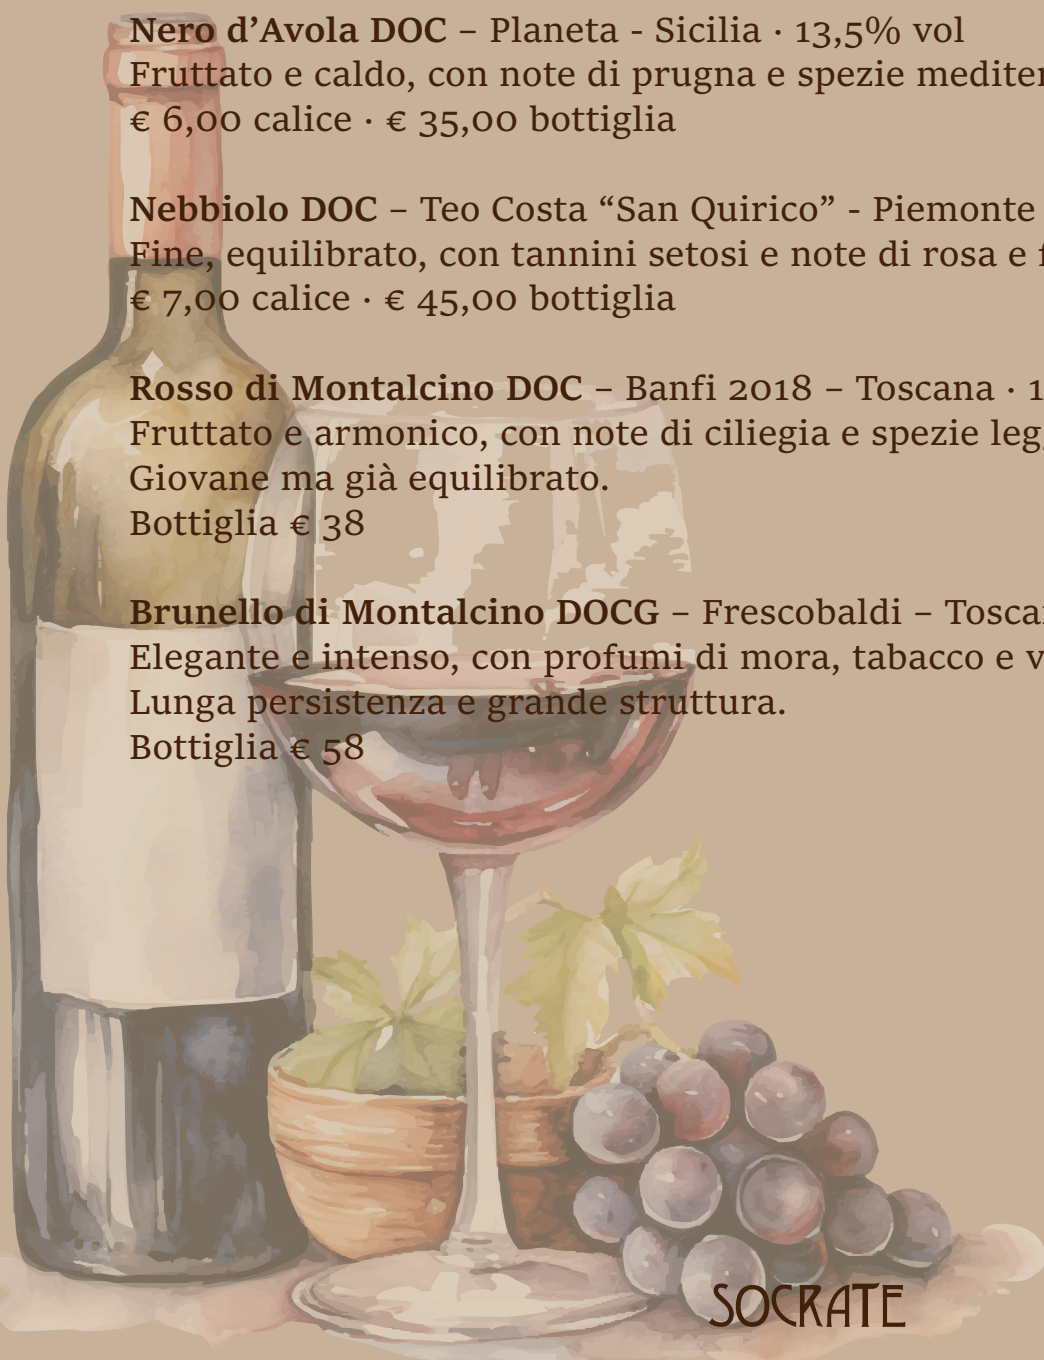 Nero d’Avola DOC – Planeta - Sicilia · 13,5% vol
Fruttato e caldo, con note di prugna e spezie
€ 6,00 calice · € 35,00 bottiglia
Nebbiolo DOC – Teo Costa “San Quirico” - Piemonte
Fine, equilibrato, con tannini setosi e note di rosa e
€ 7,00 calice · € 45,00 bottiglia
Rosso di Montalcino DOC – Banfi 2018 – Toscana ·
Fruttato e armonico, con note di ciliegia e spezie
Giovane ma già equilibrato.
Bottiglia € 38
Brunello di Montalcino DOCG – Frescobaldi –
Elegante e intenso, con profumi di mora, tabacco e
Lunga persistenza e grande struttura.
Bottiglia € 58
SOCRATE